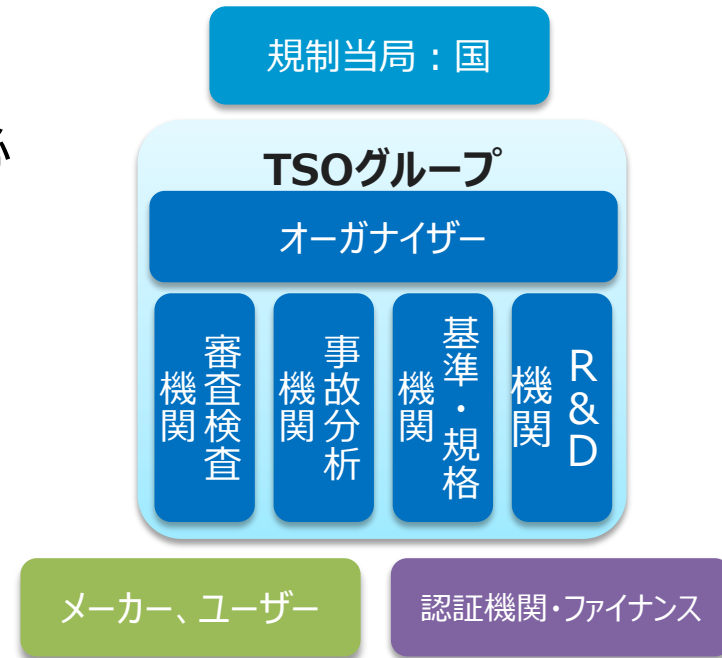 規制当局：国
TSOグループ
オーガナイザー
審査検査
機関
事故分析
機関
基準・規格
機関
R&D
機関
メーカー、ユーザー
認証機関・ファイナンス